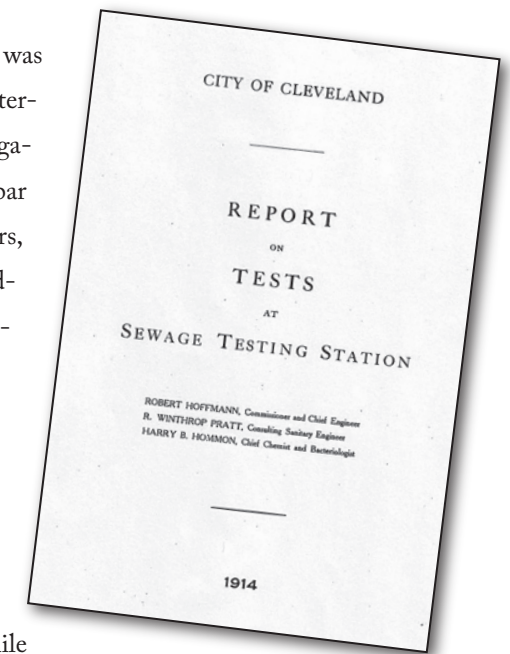 was
ter-
ga-
par
rs,
d-
-
CITY OF CLEVELAND
REPORT
ON
TESTS
AT
SEWAGE TESTING STATION
ROBERT HOFFMANN, Commissioner and Chief Engineer
R. WINTHROP PRATT, Consulting Sanitary Engineer
HARRY B. HOMMON, Chief Chemist and Bacteriologist
1914
ile